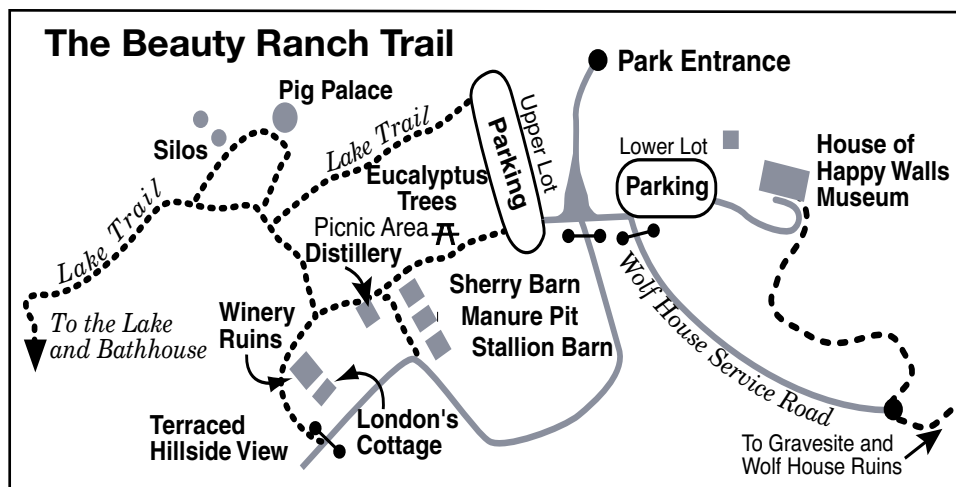 The Beauty Ranch Trail
Park Entrance
Pig Palace
Silos
Lake Trail
Upper Lot
Parking
Lower Lot
Parking
House of
Happy Walls
Museum
Eucalyptus
Trees
Picnic Area
Distillery
Lake Trail
To the Lake
and Bathhouse
Winery
Ruins
Sherry Barn
Manure Pit
Stallion Barn
Wolf House Service Road
Terraced
Hillside View
London's
Cottage
To Gravesite and
Wolf House Ruins